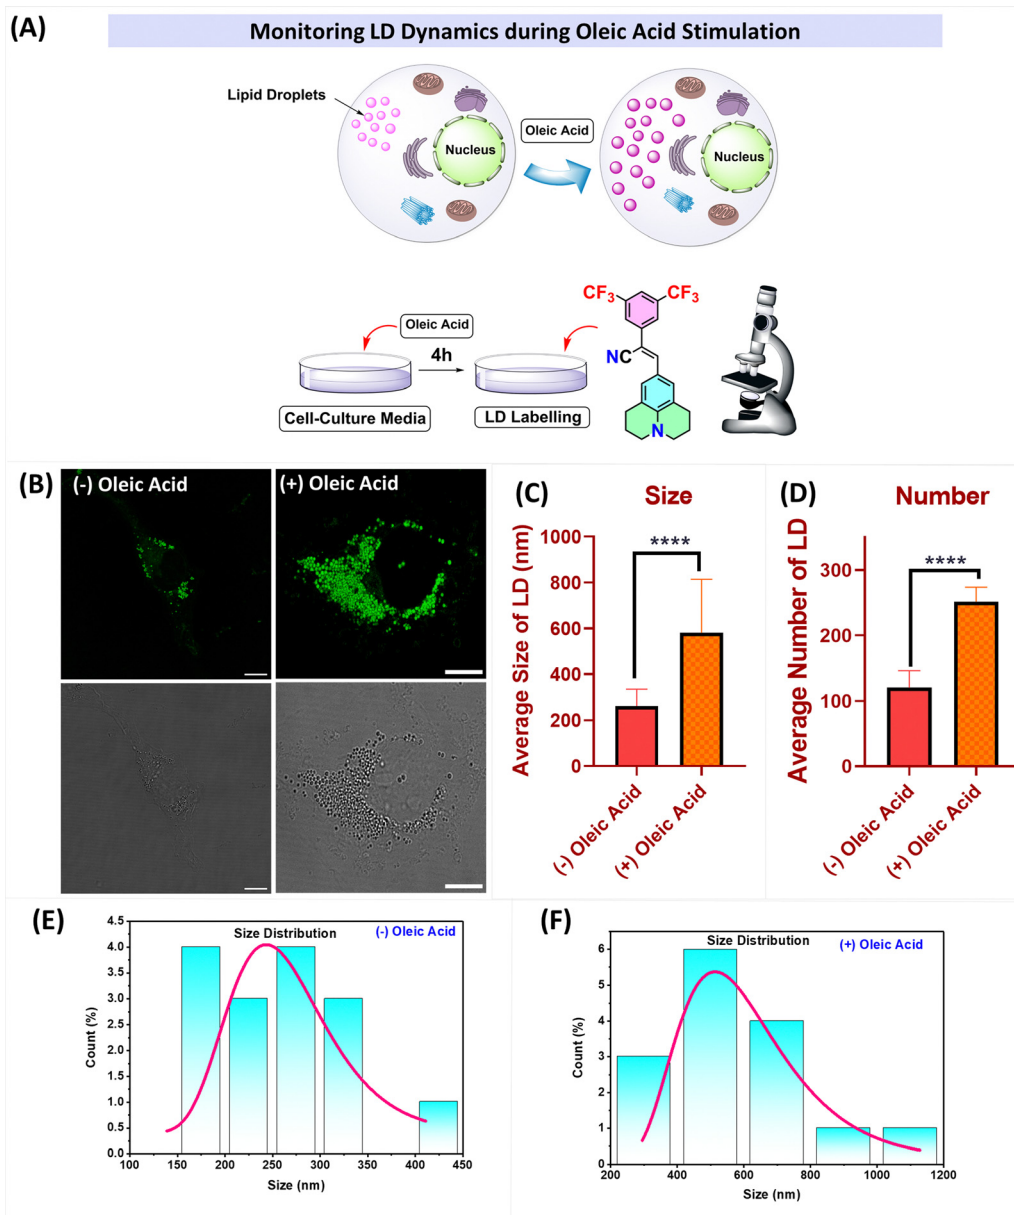 (A)
Monitoring LD Dynamics during Oleic Acid Stimulation
Lipid Droplets
Nucleus
Oleic Acid
Nucleus
Oleic Acid
4h
Cell-Culture Media
LD Labelling
CF3
CF3
NC
N
(B)
(-) Oleic Acid
(+) Oleic Acid
(C)
Size
Average Size of LD (nm)
1000
800
600
400
200
0
****
(-) Oleic Acid
(+) Oleic Acid
(D)
Number
Average Number of LD
300
200
100
0
****
(-) Oleic Acid
(+) Oleic Acid
(E)
Size Distribution
(-) Oleic Acid
Count (%)
4.5
4.0
3.5
3.0
2.5
2.0
1.5
1.0
0.5
0.0
100 150 200 250 300 350 400 450
Size (nm)
(F)
Size Distribution
(+) Oleic Acid
Count (%)
6
5
4
3
2
1
0
200 400 600 800 1000 1200
Size (nm)